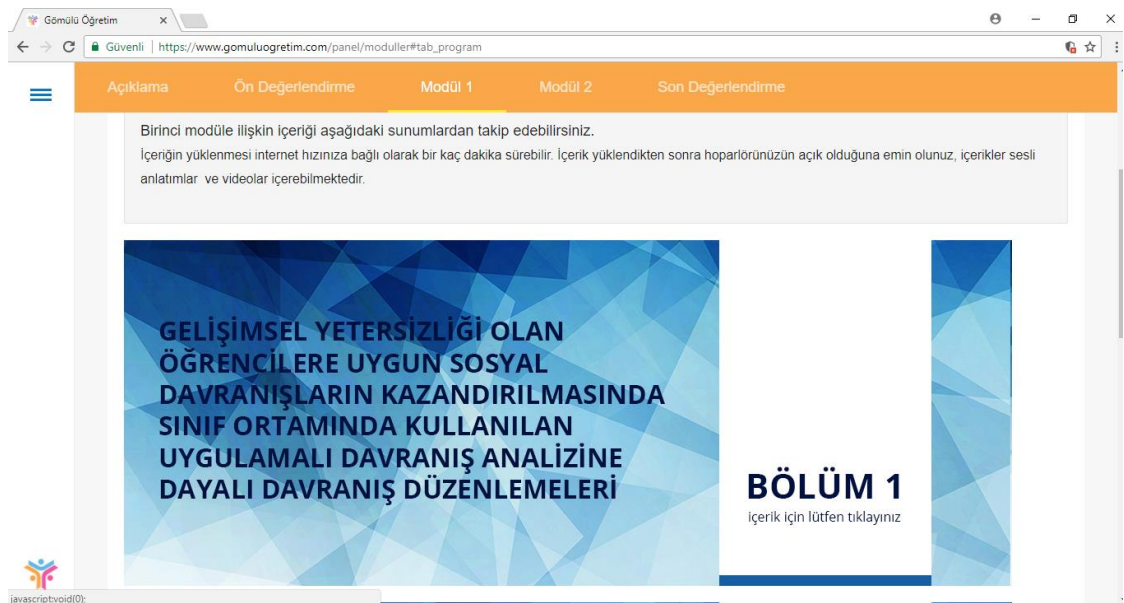 Gömülü Öğretim
Güvenli | https://www.gomuluogretim.com/panel/moduller#tab_program
Açıklama Ön Değerlendirme Modül 1 Modül 2 Son Değerlendirme
Birinci modüle ilişkin içeriği aşağıdaki sunumlardan takip edebilirsiniz.
İçeriğin yüklenmesi internet hızınıza bağlı olarak bir kaç dakika sürebilir. İçerik yüklendikten sonra hoparlörünüzün açık olduğuna emin olunuz, içerikler sesli
anlatımlar ve videolar içerebilmektedir.
GELİŞİMSEL YETERSİZLİĞİ OLAN
ÖĞRENCİLERE UYGUN SOSYAL
DAVRANIŞLARIN KAZANDIRILMASINDA
SINIF ORTAMINDA KULLANILAN
UYGULAMALI DAVRANIŞ ANALİZİNE
DAYALI DAVRANIŞ DÜZENLEMELERİ
BÖLÜM 1
içerik için lütfen tıklayınız
javascript:void(0);